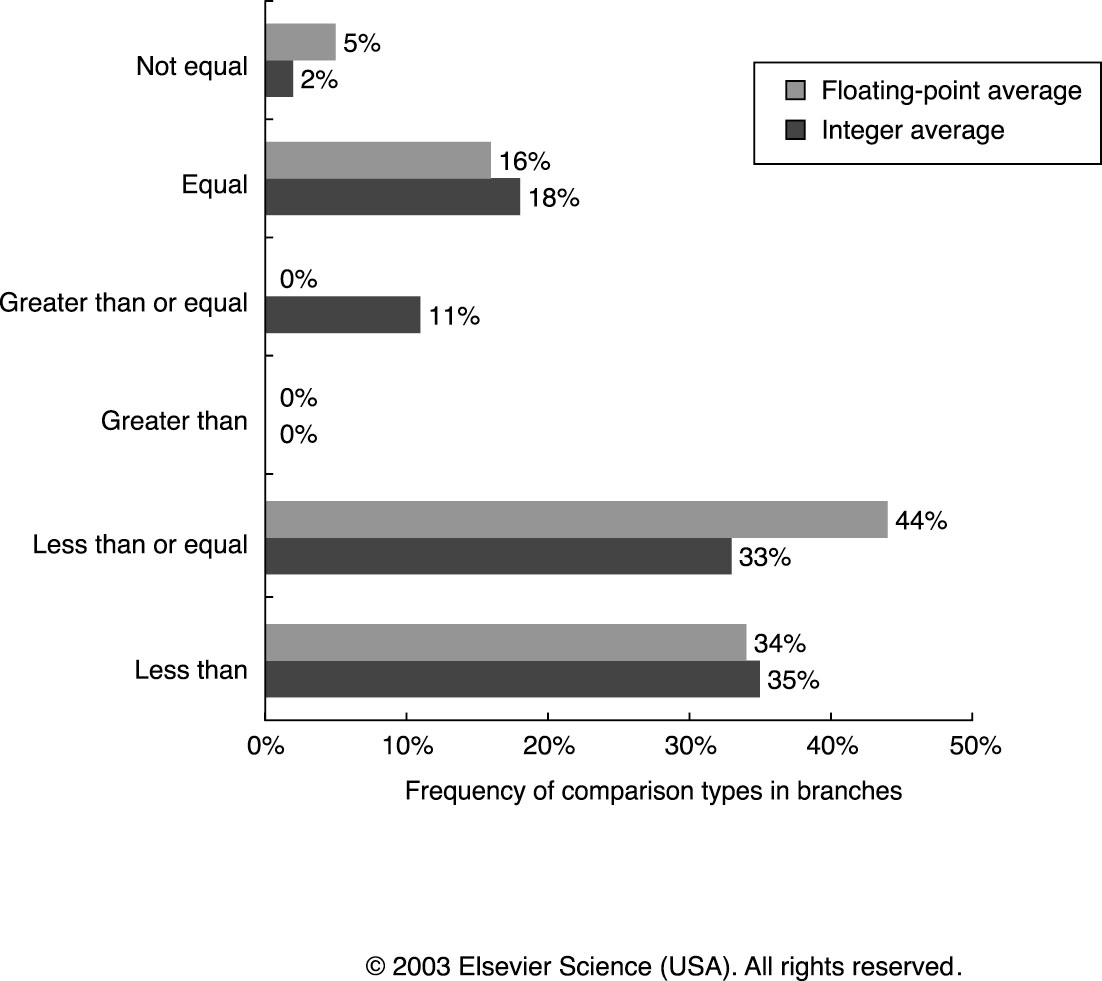 Not equal
5%
2%
Floating-point average
Integer average
Equal
16%
18%
Greater than or equal
0%
11%
Greater than
0%
0%
Less than or equal
44%
33%
Less than
34%
35%
0% 10% 20% 30% 40% 50%
Frequency of comparison types in branches
© 2003 Elsevier Science (USA). All rights reserved.